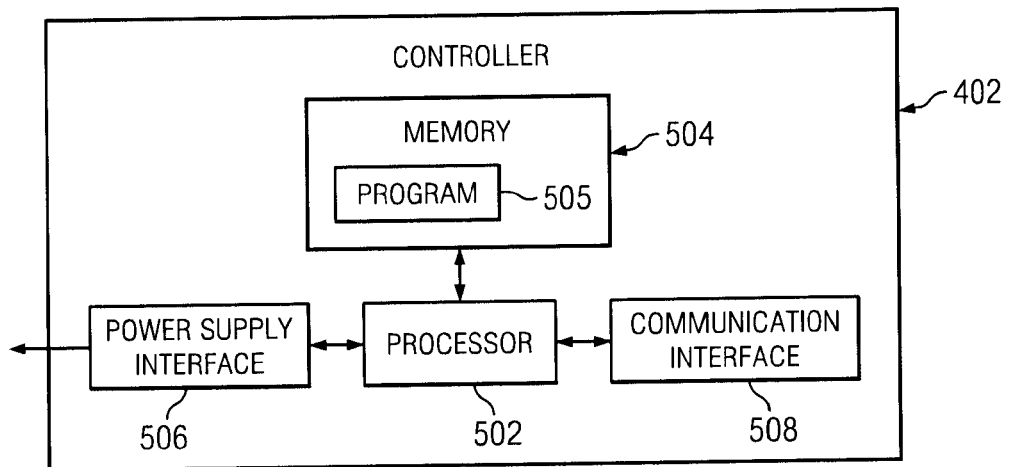 CONTROLLER
402
MEMORY
504
PROGRAM
505
POWER SUPPLY
INTERFACE
PROCESSOR
COMMUNICATION
INTERFACE
506
502
508